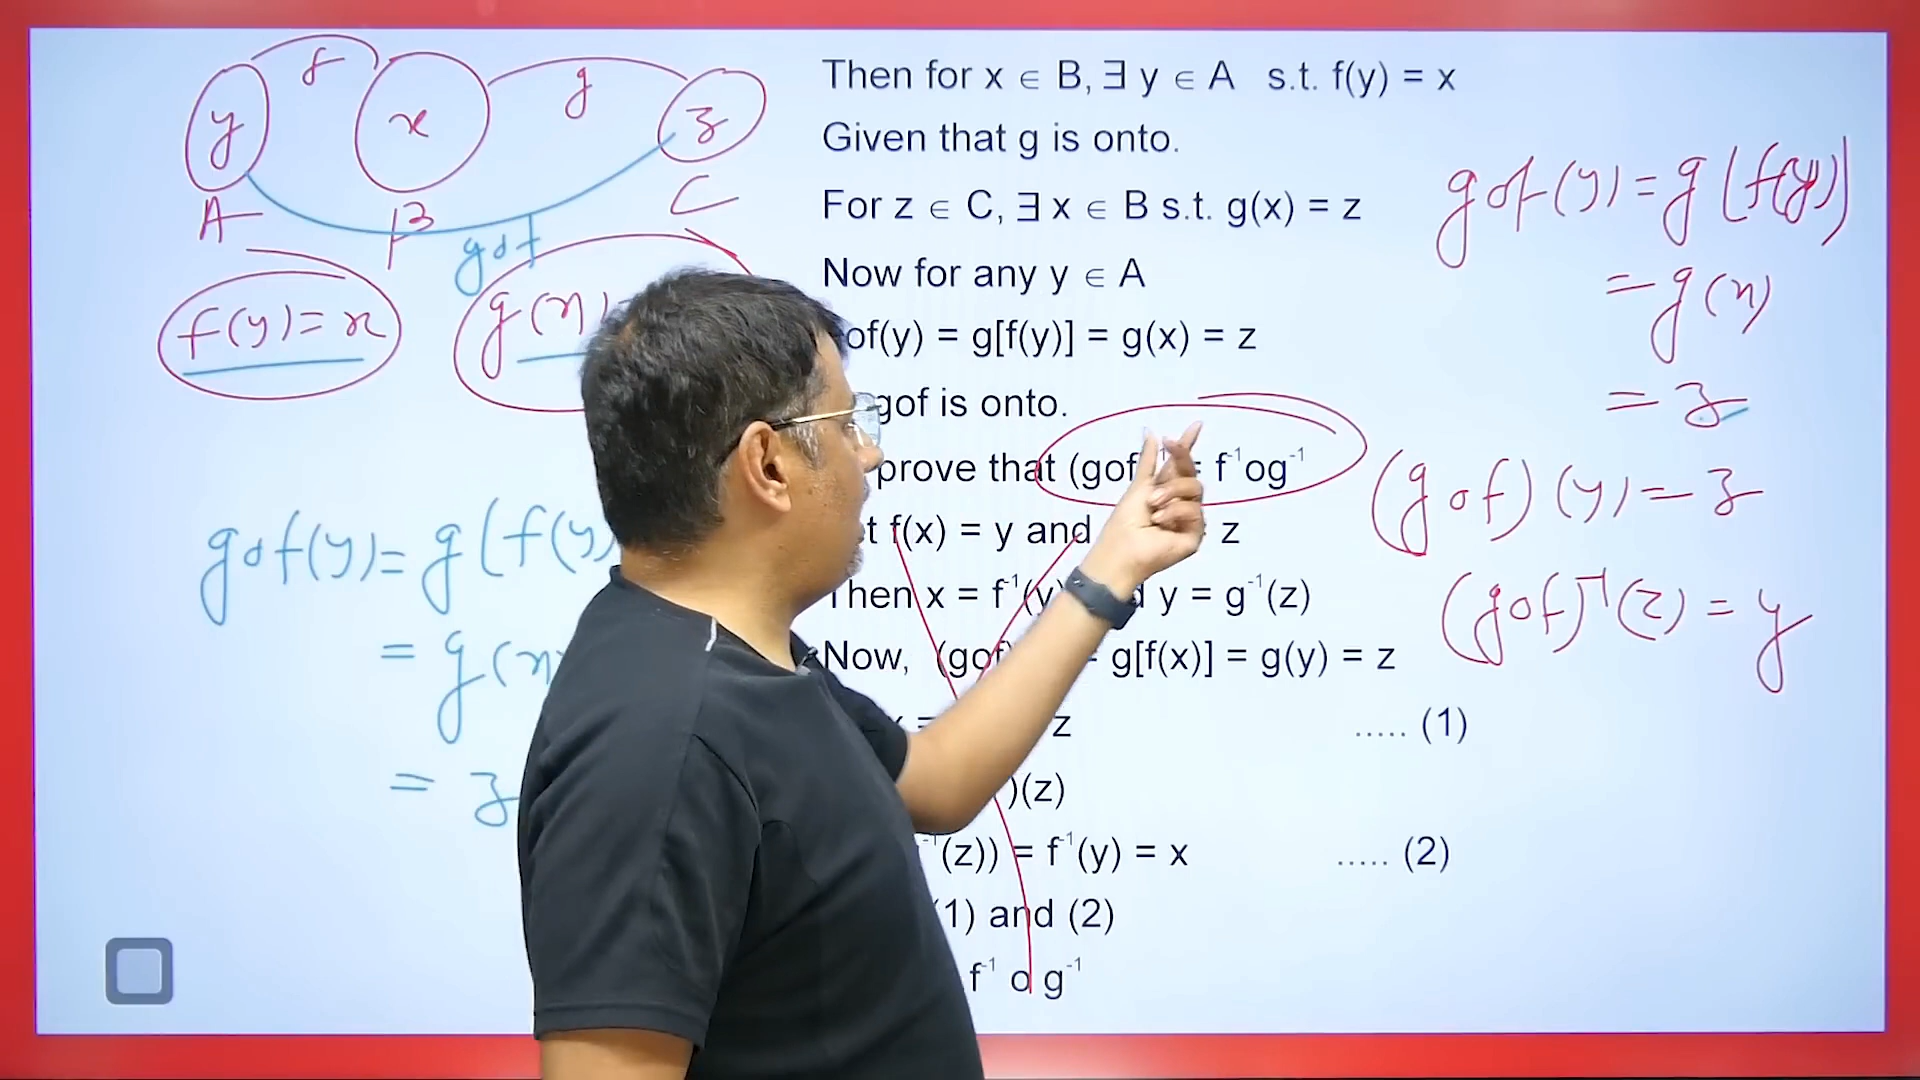 f
g
y
x
z
A
B
C
gof
f(y) = x
g(x)
gof(y) = g(f(y)
= g(x
= z
Then for x ∈ B, ∃ y ∈ A s.t. f(y) = x
Given that g is onto.
For z ∈ C, ∃ x ∈ B s.t. g(x) = z
Now for any y ∈ A
of(y) = g[f(y)] = g(x) = z
gof is onto.
prove that (gof = f⁻¹og⁻¹
f(x) = y and = z
Then x = f⁻¹(y) y = g⁻¹(z)
Now, (gof) = g[f(x)] = g(y) = z
z ..... (1)
)(z)
⁻¹(z)) = f⁻¹(y) = x ..... (2)
(1) and (2)
f⁻¹ o g⁻¹
gof(y) = g(f(y))
= g(x)
= z
(gof)(y) = z
(gof)⁻¹(z) = y